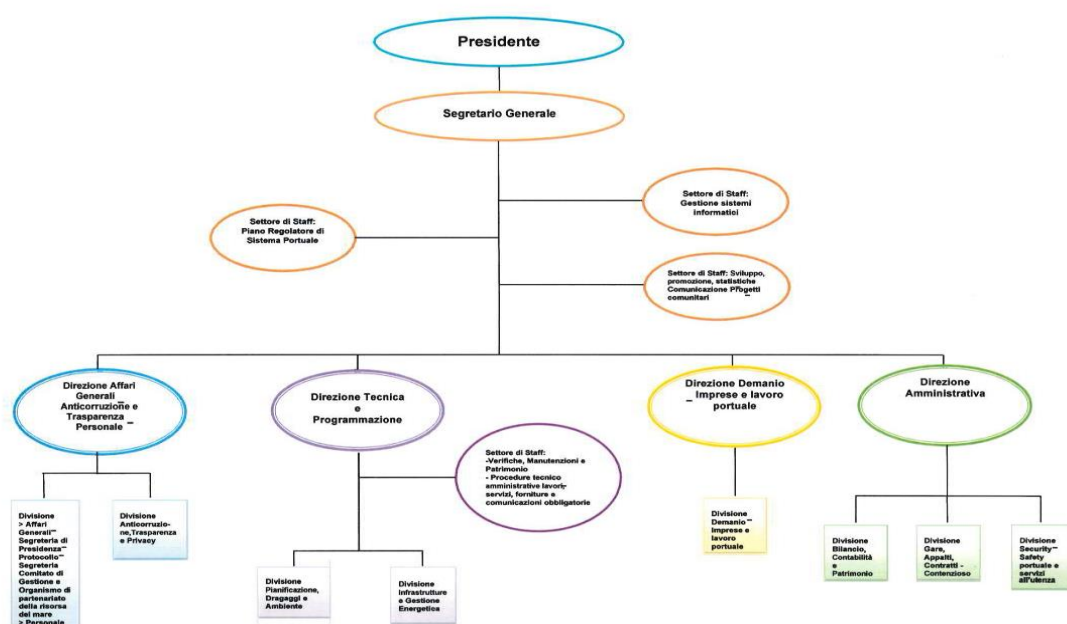 Presidente
Segretario Generale
Settore di Staff:
Gestione sistemi
informatici
Settore di Staff:
Piano Regolatore di
Sistema Portuale
Settore di Staff: Sviluppo,
promozione, statistiche
Comunicazione Progetti
comunitari
Direzione Affari
Generali
Anticorruzione e
Trasparenza
Personale
Direzione Tecnica
e
Programmazione
Direzione Demanio
Imprese e lavoro
portuale
Direzione
Amministrativa
Settore di Staff:
-Verifiche, Manutenzioni e
Patrimonio
- Procedure tecnico
amministrative lavori,
servizi, forniture e
comunicazioni obbligatorie
Divisione
> Affari
Generali
Segreteria di
Presidenza
Protocollo
Segreteria
Comitato di
Gestione e
Organismo di
partenariato
della risorsa
del mare
> Personale
Divisione
Anticorruzio-
ne,Trasparenza
e Privacy
Divisione
Pianificazione,
Dragaggi e
Ambiente
Divisione
Infrastrutture
e Gestione
Energetica
Divisione
Demanio
Imprese e
lavoro
portuale
Divisione
Bilancio,
Contabilità
e
Patrimonio
Divisione
Gare,
Appalti,
Contratti -
Contenzioso
Divisione
Security
Safety
portuale e
servizi
all'utenza